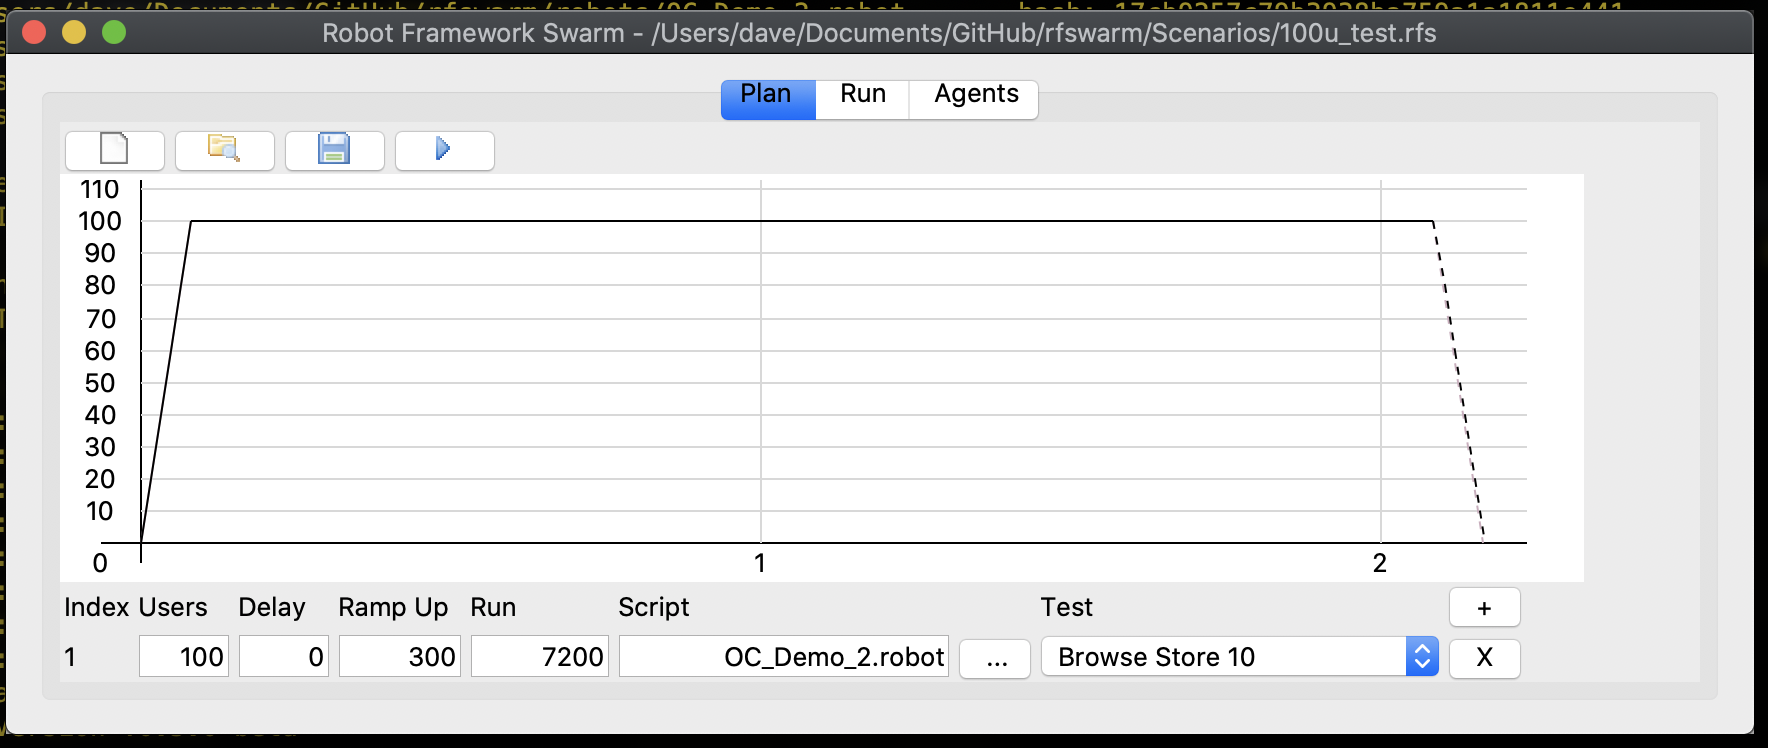 Robot Framework Swarm - /Users/dave/Documents/GitHub/rfswarm/Scenarios/100u_test.rfs
Plan Run Agents
110
100
90
80
70
60
50
40
30
20
10
0 1 2
Index Users Delay Ramp Up Run Script Test +
1 100 0 300 7200 OC_Demo_2.robot ... Browse Store 10 X